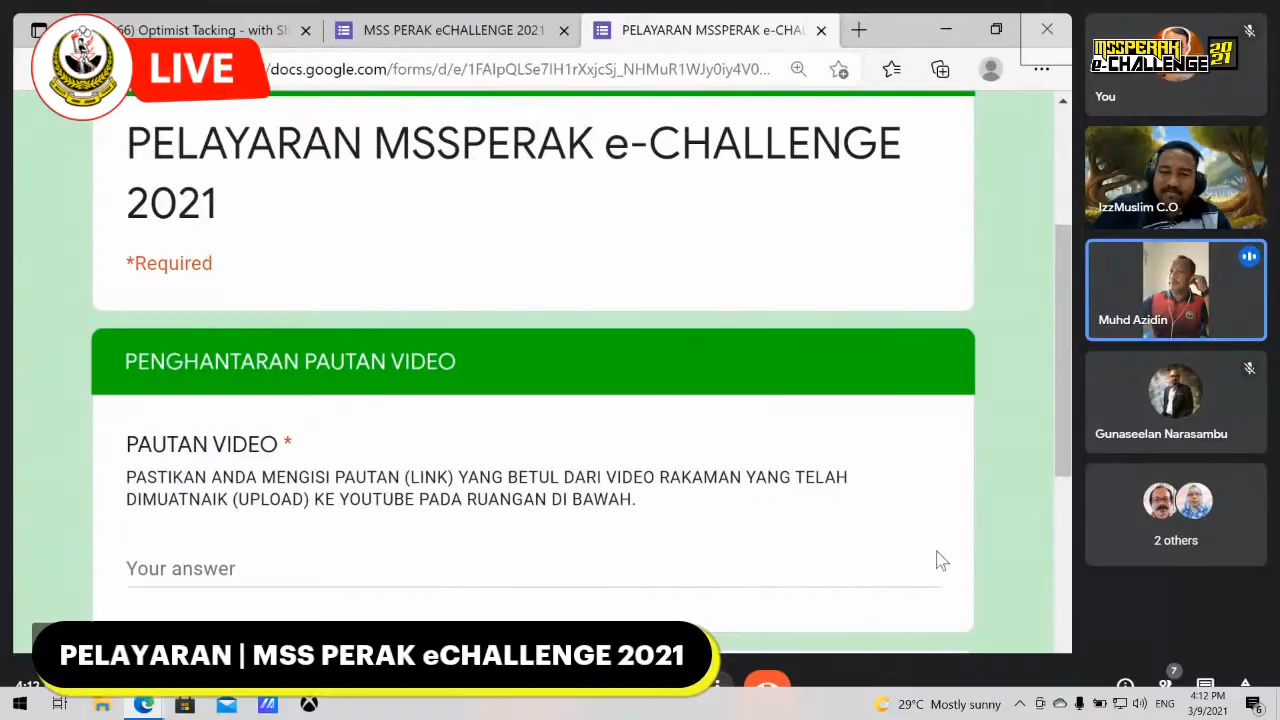 66) Optimist Tacking - with Sh
MSS PERAK eCHALLENGE 2021
PELAYARAN MSSPERAK e-CHAL
LIVE
docs.google.com/forms/d/e/1FAIpQLSe7IH1rXxjcSj_NHMuR1WJy0iy4V0...
MSSPERAK
e-CHALLENGE
2021
You
PELAYARAN MSSPERAK e-CHALLENGE
2021
*Required
IzzMuslim C.O
Muhd Azidin
PENGHANTARAN PAUTAN VIDEO
PAUTAN VIDEO *
PASTIKAN ANDA MENGISI PAUTAN (LINK) YANG BETUL DARI VIDEO RAKAMAN YANG TELAH
DIMUATNAIK (UPLOAD) KE YOUTUBE PADA RUANGAN DI BAWAH.
Gunaseelan Narasambu
2 others
Your answer
PELAYARAN | MSS PERAK eCHALLENGE 2021
7
29°C Mostly sunny
ENG
4:12 PM
3/9/2021
6